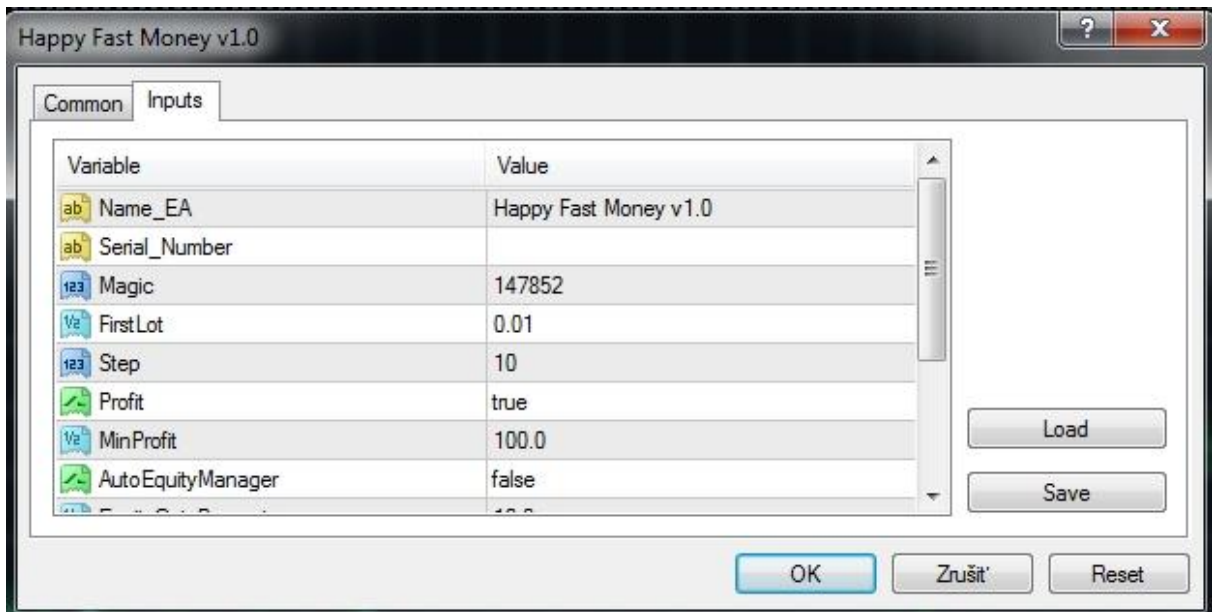 Happy Fast Money v1.0
Common Inputs
Variable Value
Name_EA Happy Fast Money v1.0
Serial_Number
Magic 147852
FirstLot 0.01
Step 10
Profit true
MinProfit 100.0
AutoEquityManager false
Load
Save
OK Zrušiť Reset